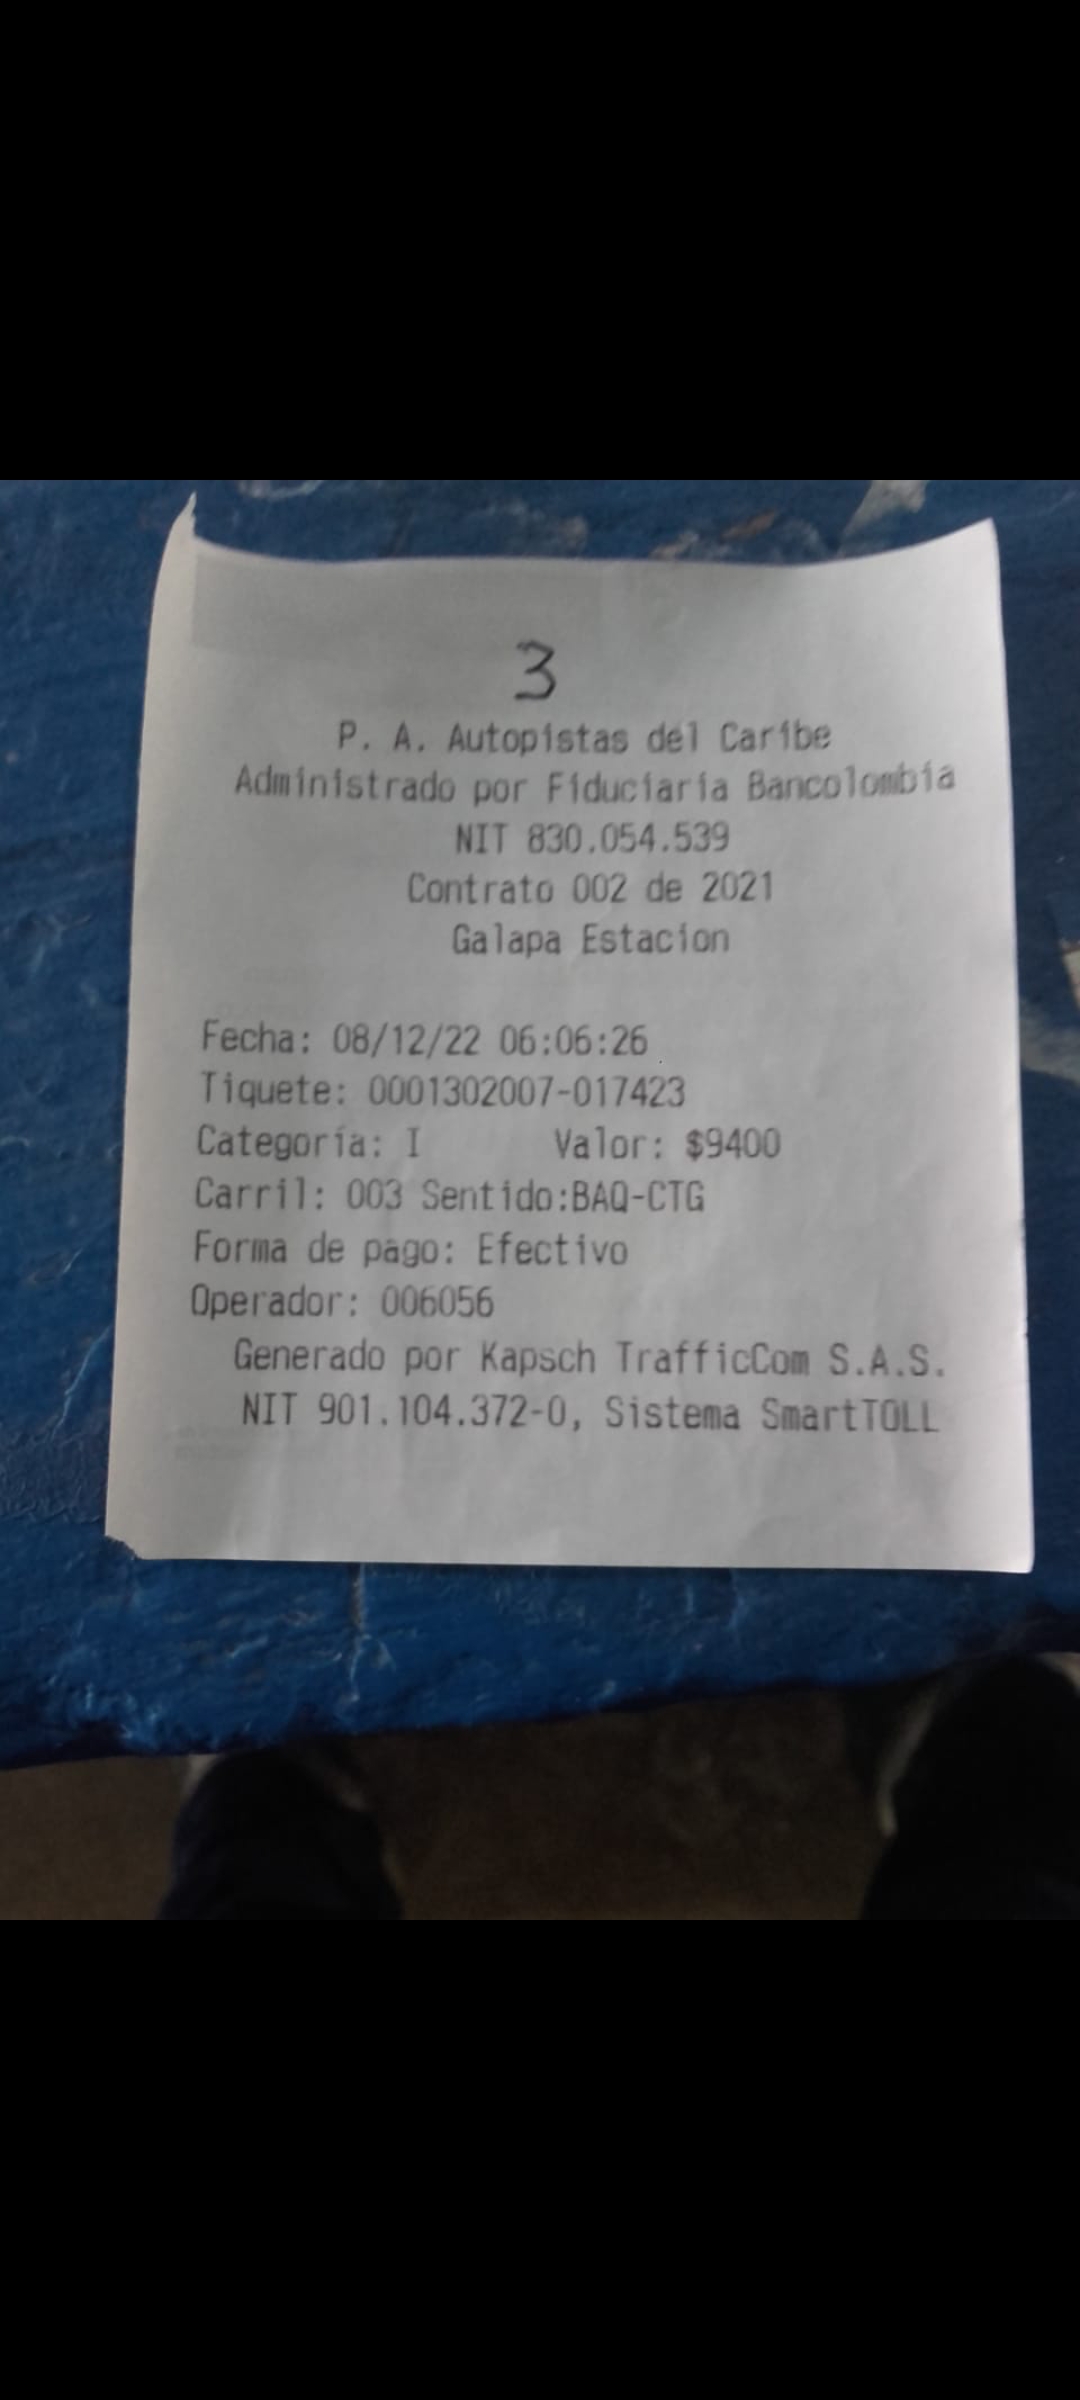 3
P. A. Autopistas del Caribe
Administrado por Fiduciaria Bancolombia
NIT 830.054.539
Contrato 002 de 2021
Galapa Estacion
Fecha: 08/12/22 06:06:26
Tiquete: 0001302007-017423
Categoría: I Valor: $9400
Carril: 003 Sentido:BAQ-CTG
Forma de pago: Efectivo
Operador: 006056
Generado por Kapsch TrafficCom S.A.S.
NIT 901.104.372-0, Sistema SmartTOLL